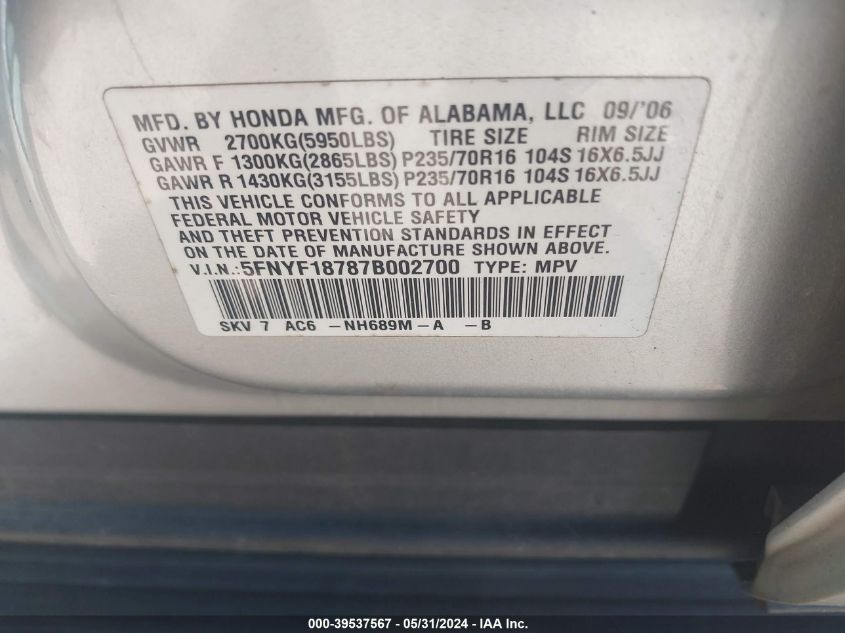 MFD. BY HONDA MFG. OF ALABAMA, LLC 09/'06
GVWR 2700KG(5950LBS) TIRE SIZE RIM SIZE
GAWR F 1300KG(2865LBS) P235/70R16 104S 16X6.5JJ
GAWR R 1430KG(3155LBS) P235/70R16 104S 16X6.5JJ
THIS VEHICLE CONFORMS TO ALL APPLICABLE
FEDERAL MOTOR VEHICLE SAFETY
AND THEFT PREVENTION STANDARDS IN EFFECT
ON THE DATE OF MANUFACTURE SHOWN ABOVE.
V.I.N.:5FNYF18787B002700 TYPE: MPV
SKV 7 AC6 -NH689M-A -B
000-39537567 - 05/31/2024 - IAA Inc.